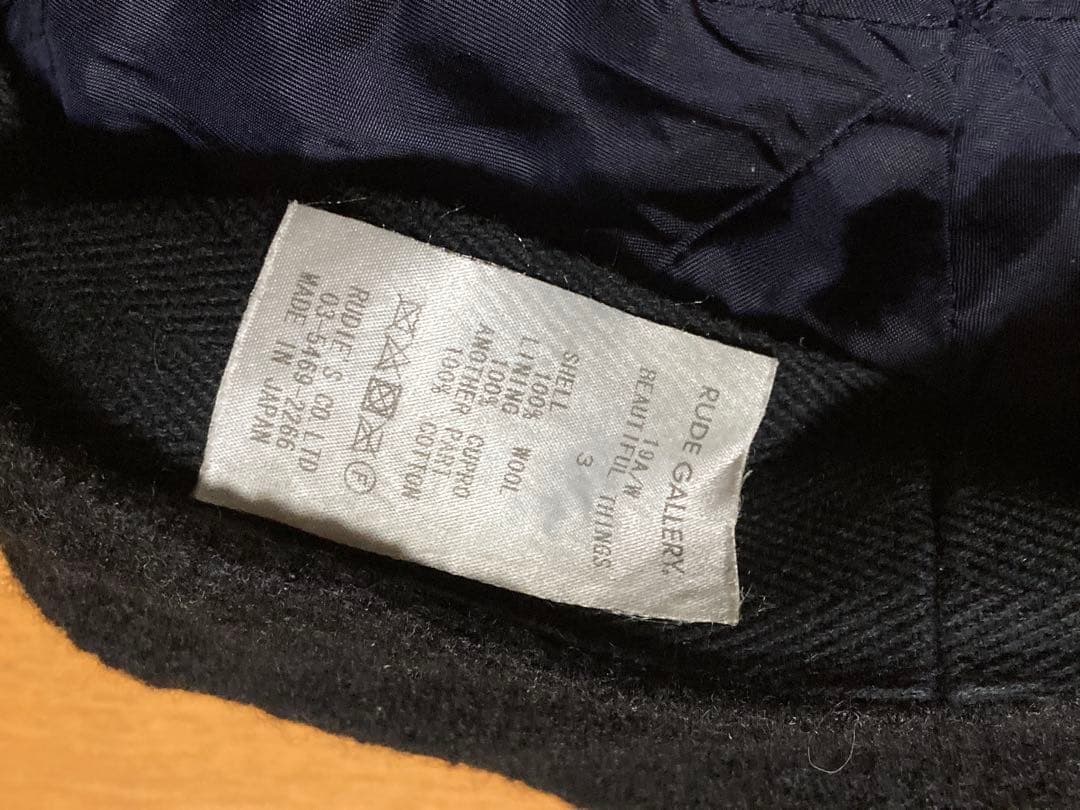 RUDE GALLERY
19A/W
BEAUTIFUL THINGS
3
SHELL
100% WOOL
LINING
100% CUPRO
ANOTHER PART
100% COTTON
F
RUDIE'S CO LTD
03-5469-2266
MADE IN JAPAN